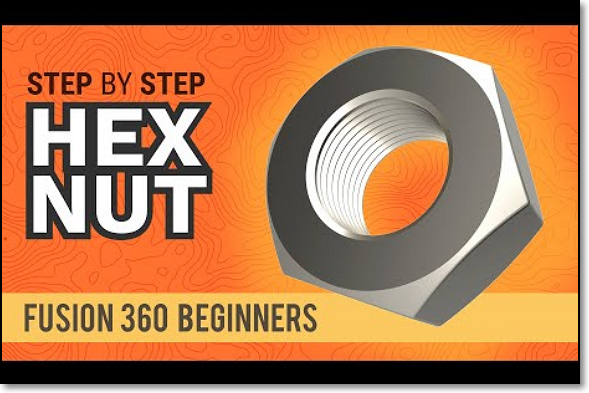 STEP BY STEP
HEX
NUT
FUSION 360 BEGINNERS